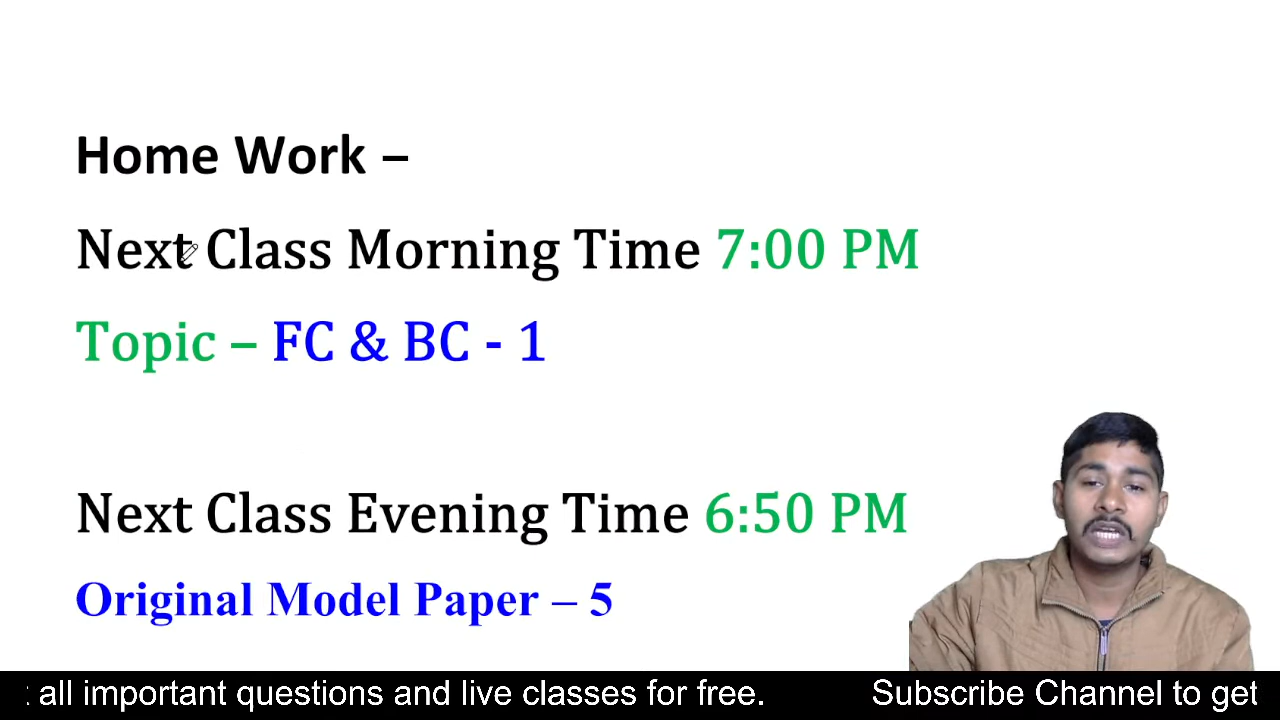 Home Work –
Next Class Morning Time 7:00 PM
Topic – FC & BC - 1
Next Class Evening Time 6:50 PM
Original Model Paper – 5
all important questions and live classes for free. Subscribe Channel to get